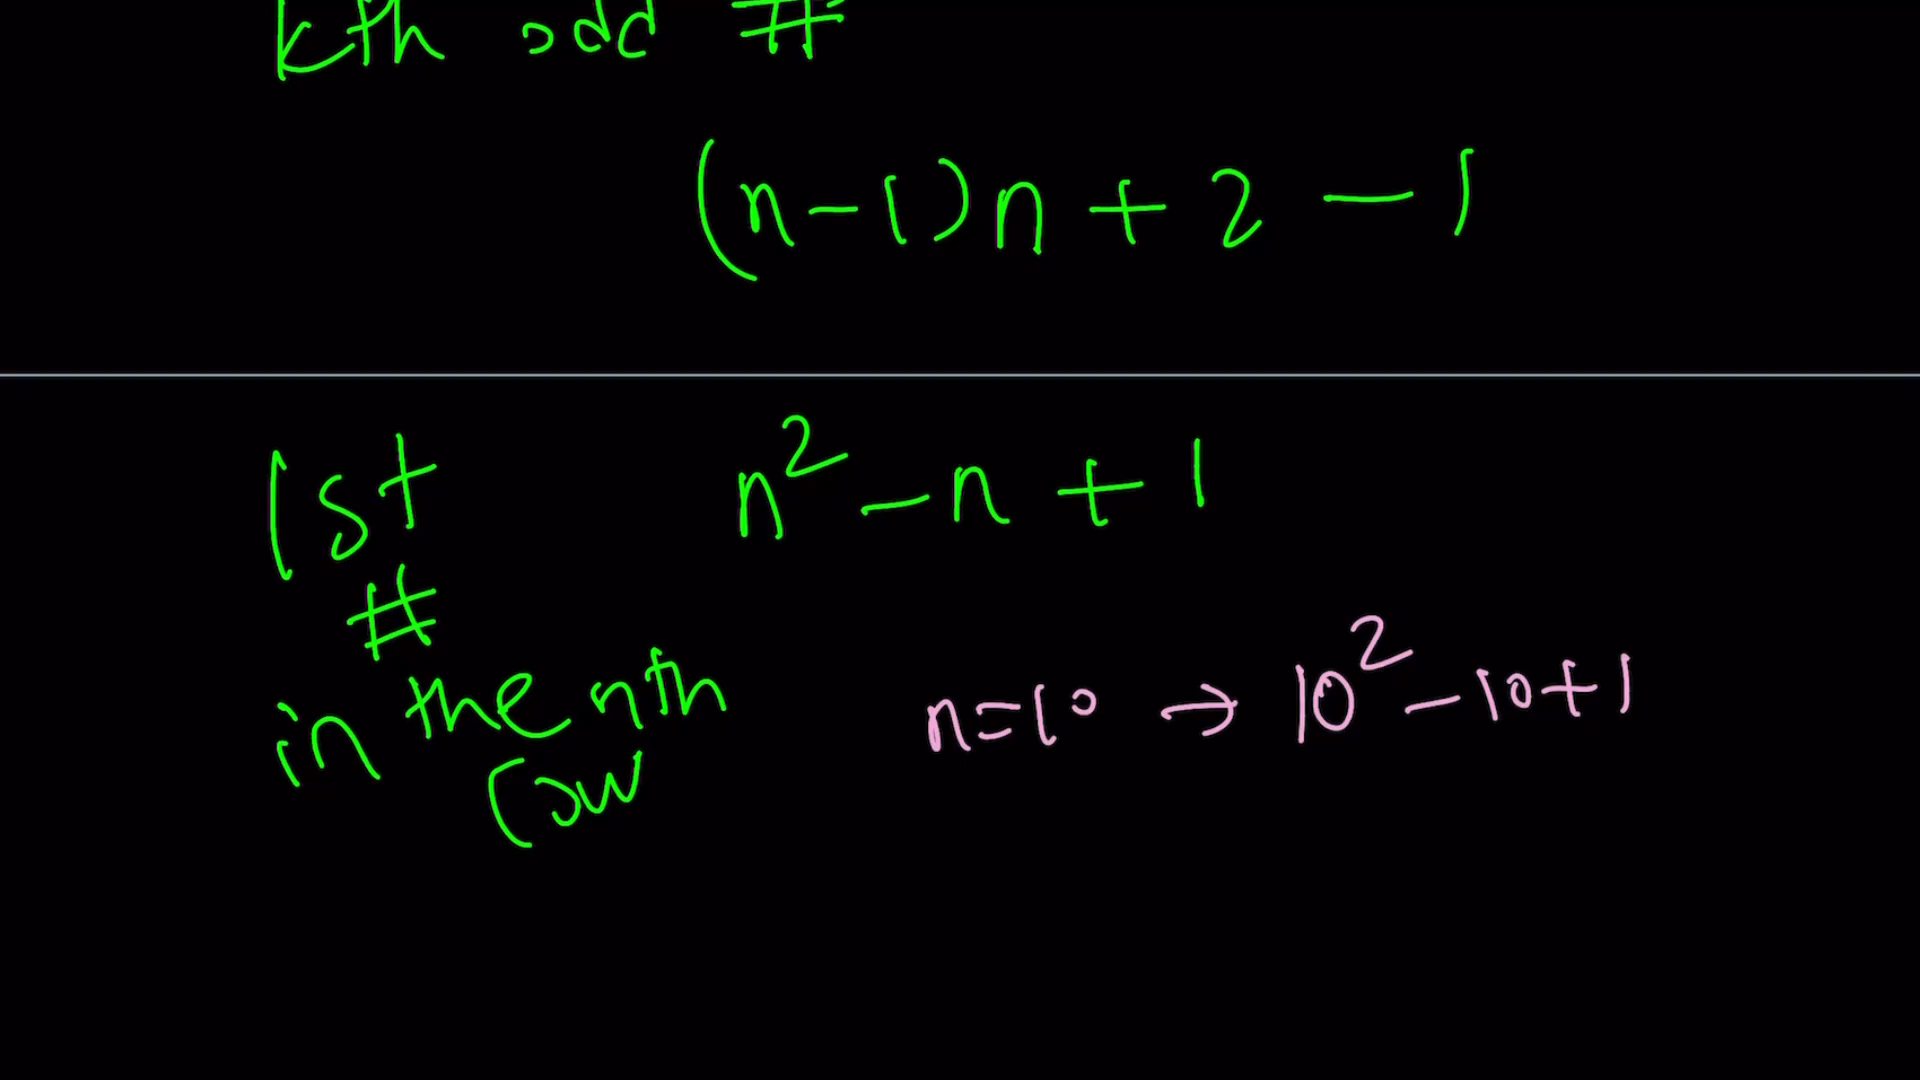 kth odd #
(n-1)n + 2 - 1
1st n² - n + 1
#
in the nth
row
n=10 → 10² - 10 + 1